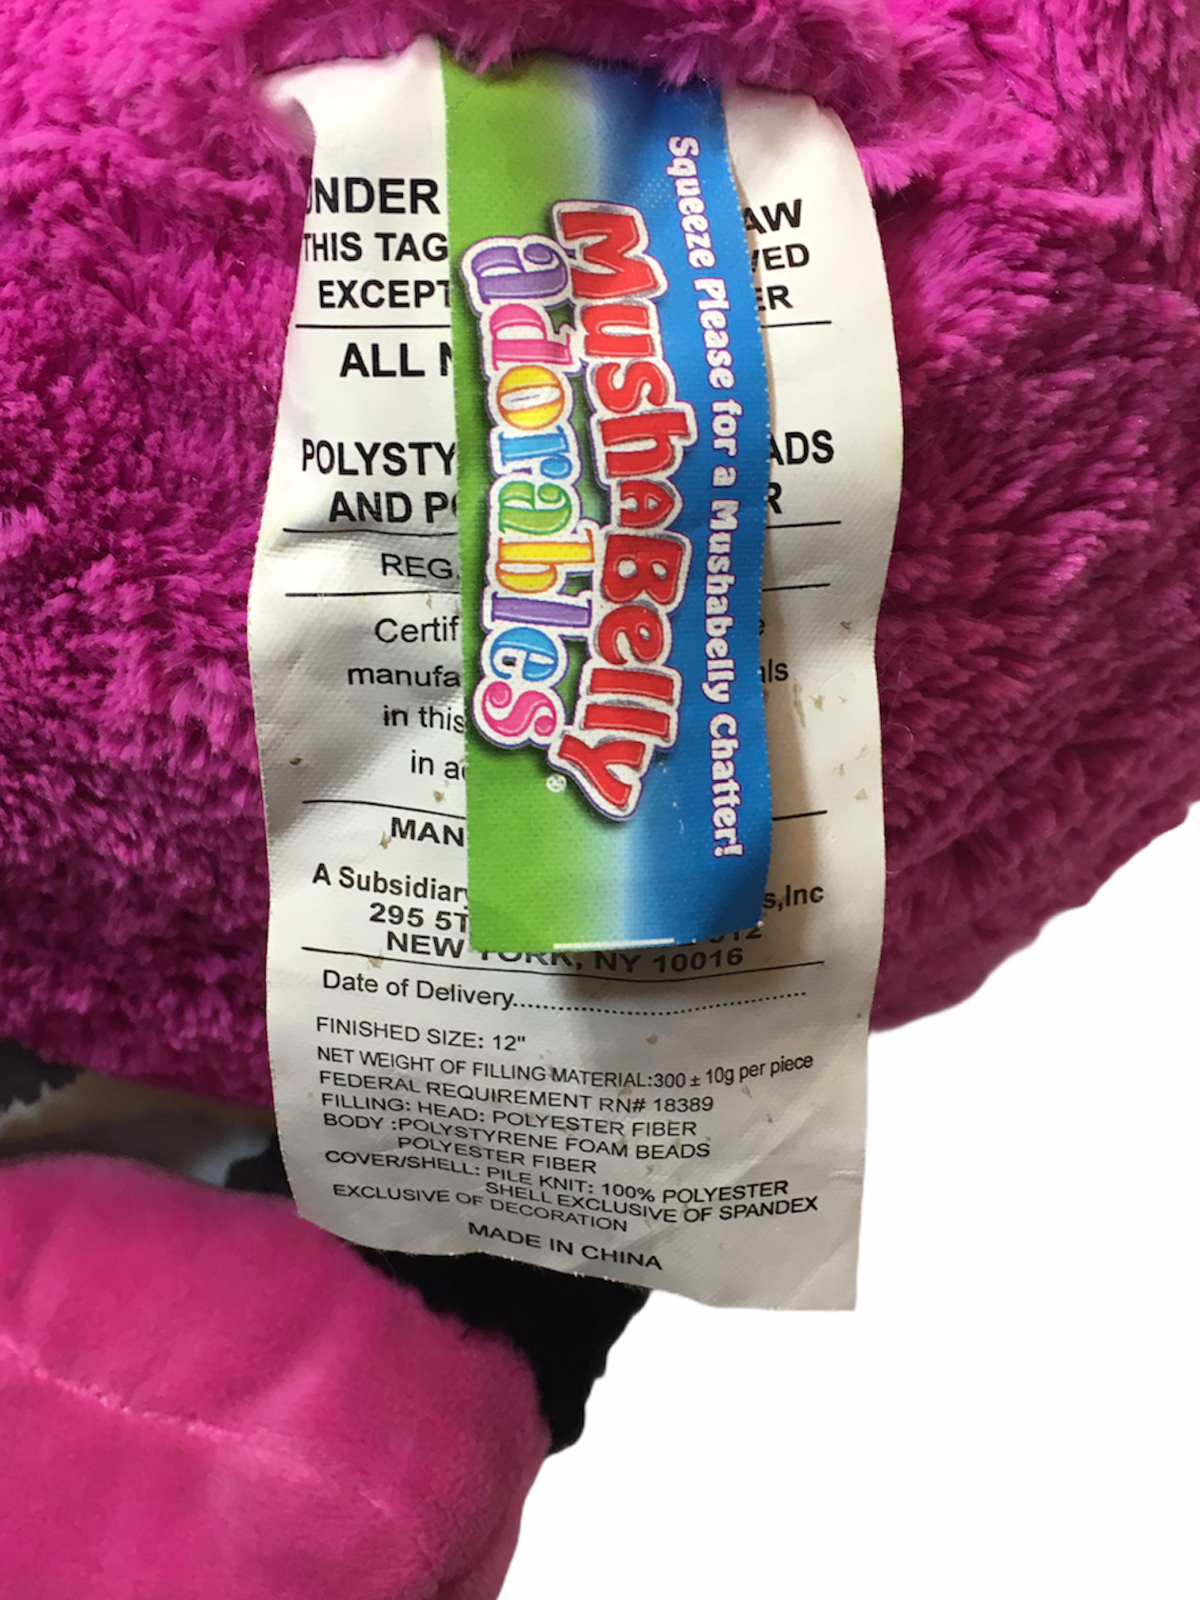 UNDER
AW
THIS TAG
EXCEPT
ER
ALL
POLYSTY
ADS
AND
REG.
Certif
manufa
in this
in a
MAN
A Subsidiary
s,Inc
295 5T
NEW YORK, NY 10016
Date of Delivery
FINISHED SIZE: 12"
NET WEIGHT OF FILLING MATERIAL:300 ± 10g per piece
FEDERAL REQUIREMENT RN# 18389
FILLING: HEAD: POLYESTER FIBER
BODY :POLYSTYRENE FOAM BEADS
POLYESTER FIBER
COVER/SHELL: PILE KNIT: 100% POLYESTER
SHELL EXCLUSIVE OF SPANDEX
EXCLUSIVE OF DECORATION
MADE IN CHINA
Squeeze Please for a Mushabelly Chatter!
MushaBelly
adorables®